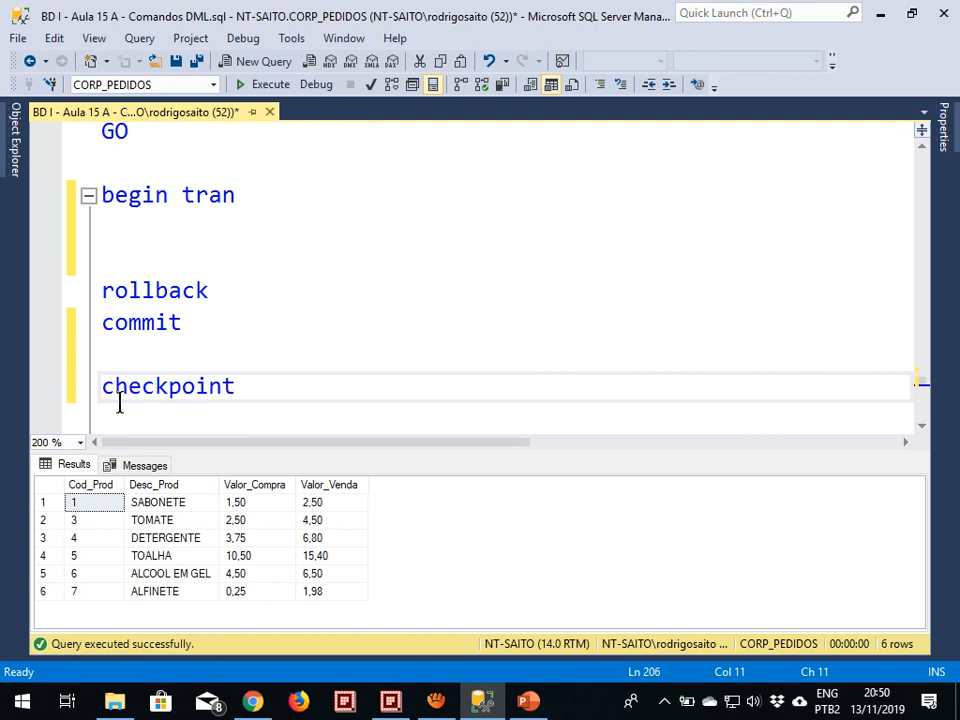 BD I - Aula 15 A - Comandos DML.sql - NT-SAITO.CORP_PEDIDOS (NT-SAITO\rodrigosaito (52))* - Microsoft SQL Server Mana...
Quick Launch (Ctrl+Q)
File Edit View Query Project Debug Tools Window Help
New Query
CORP_PEDIDOS
Execute Debug
BD I - Aula 15 A - C...O\rodrigosaito (52))*
Object Explorer
Properties
GO
begin tran
rollback
commit
checkpoint
200 %
Results Messages
Cod_Prod Desc_Prod Valor_Compra Valor_Venda
1 1 SABONETE 1,50 2,50
2 3 TOMATE 2,50 4,50
3 4 DETERGENTE 3,75 6,80
4 5 TOALHA 10,50 15,40
5 6 ALCOOL EM GEL 4,50 6,50
6 7 ALFINETE 0,25 1,98
Query executed successfully.
NT-SAITO (14.0 RTM) NT-SAITO\rodrigosaito ... CORP_PEDIDOS 00:00:00 6 rows
Ready Ln 206 Col 11 Ch 11 INS
8
ENG
PTB2
20:50
13/11/2019